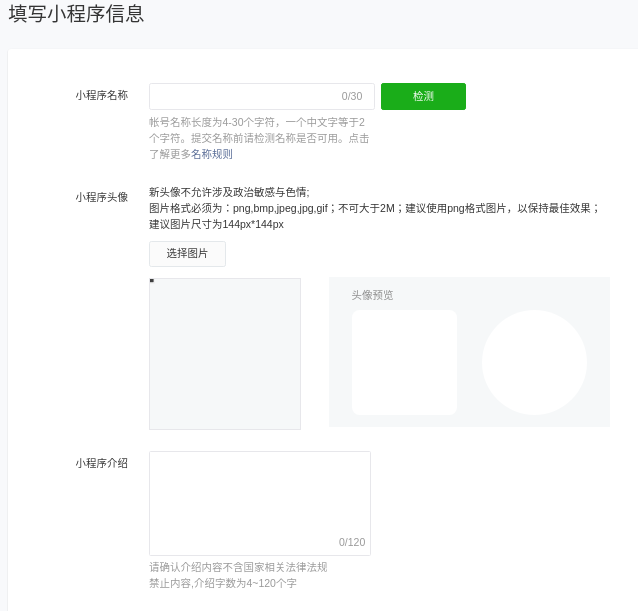 填写小程序信息
小程序名称
0/30
检测
帐号名称长度为4-30个字符，一个中文字等于2
个字符。提交名称前请检测名称是否可用。点击
了解更多名称规则
小程序头像
新头像不允许涉及政治敏感与色情;
图片格式必须为：png,bmp,jpeg,jpg,gif；不可大于2M；建议使用png格式图片，以保持最佳效果；
建议图片尺寸为144px*144px
选择图片
头像预览
小程序介绍
0/120
请确认介绍内容不含国家相关法律法规
禁止内容,介绍字数为4~120个字